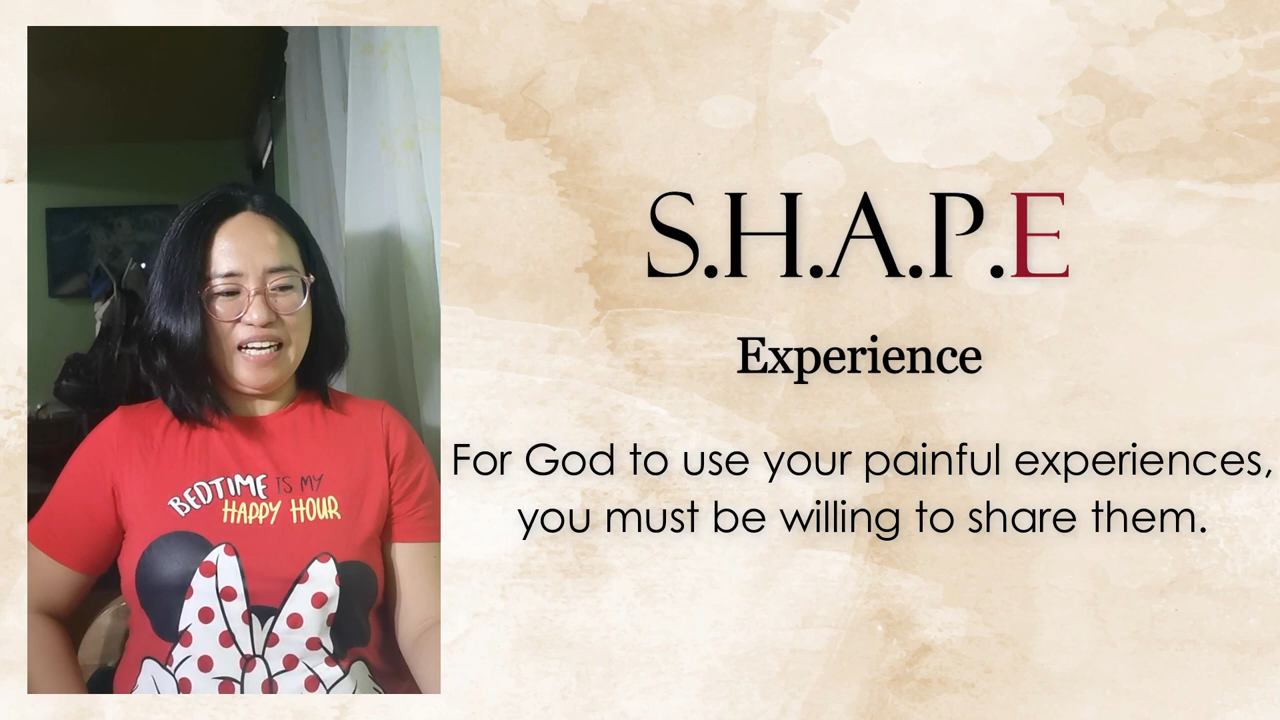 BEDTIME IS MY
HAPPY HOUR
S.H.A.P.E
Experience
For God to use your painful experiences,
you must be willing to share them.